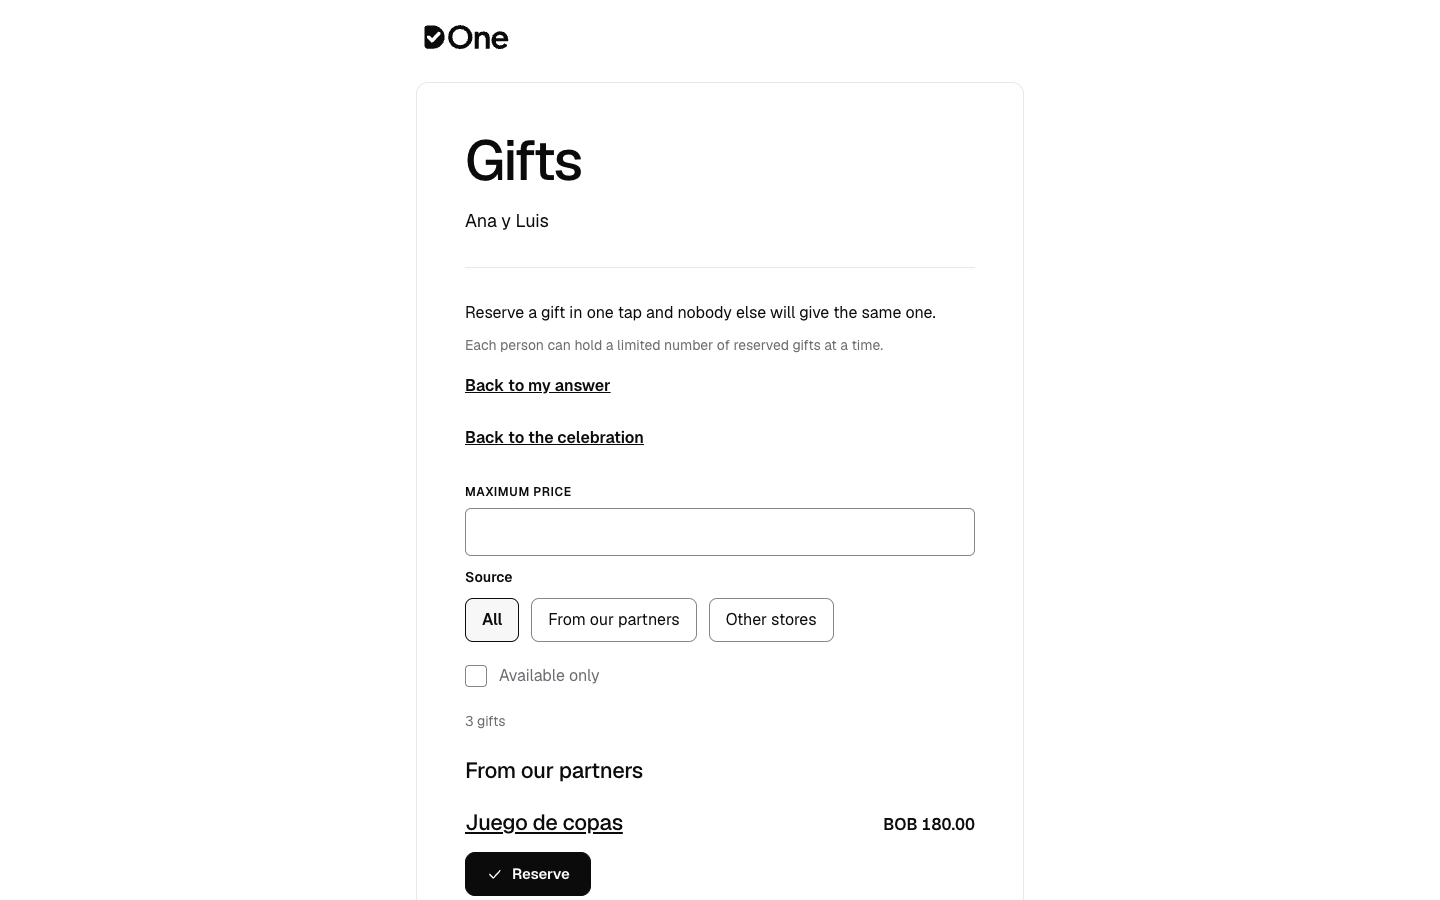 One
Gifts
Ana y Luis
Reserve a gift in one tap and nobody else will give the same one.
Each person can hold a limited number of reserved gifts at a time.
Back to my answer
Back to the celebration
MAXIMUM PRICE
Source
All
From our partners
Other stores
Available only
3 gifts
From our partners
Juego de copas
BOB 180.00
Reserve